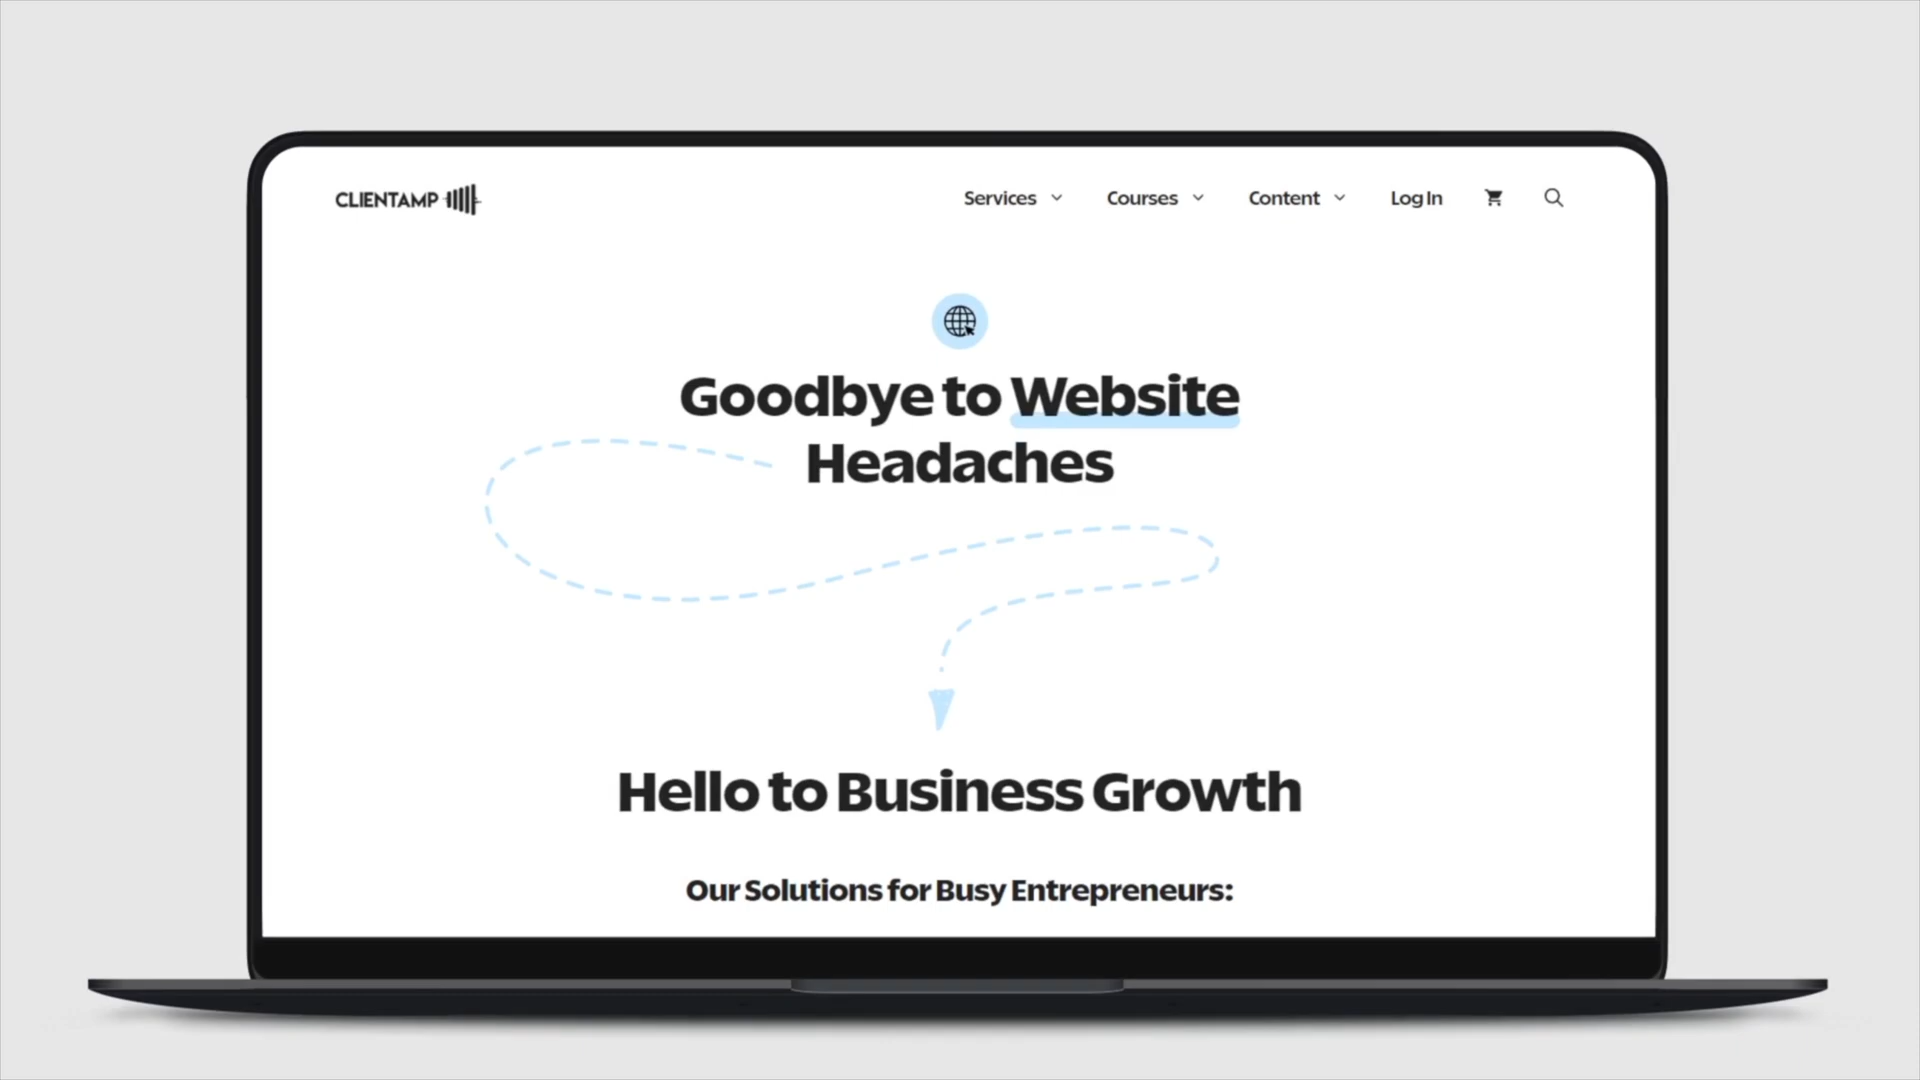 CLIENTAMP
Services
Courses
Content
Log In
Goodbye to Website
Headaches
Hello to Business Growth
Our Solutions for Busy Entrepreneurs: